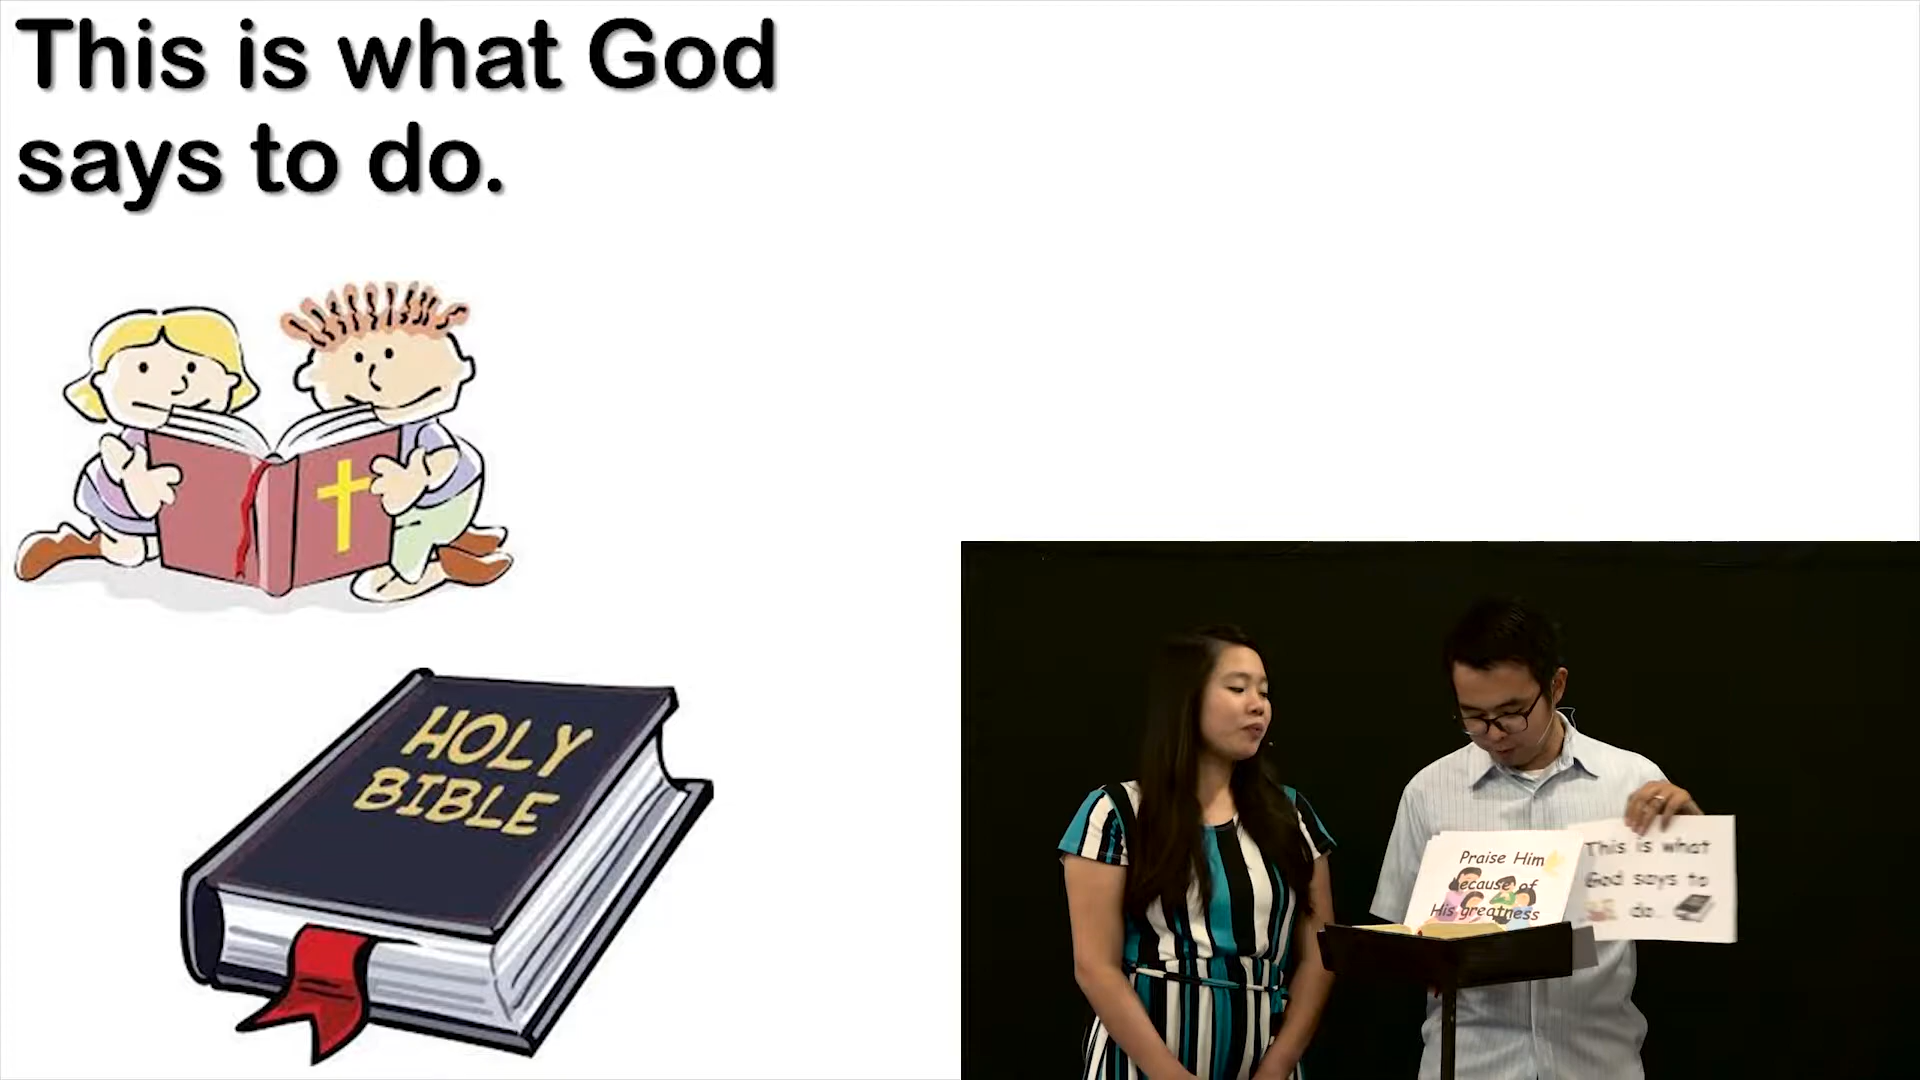 This is what God
says to do.
HOLY
BIBLE
Praise Him
because of
His greatness
This is what
God says to
do.